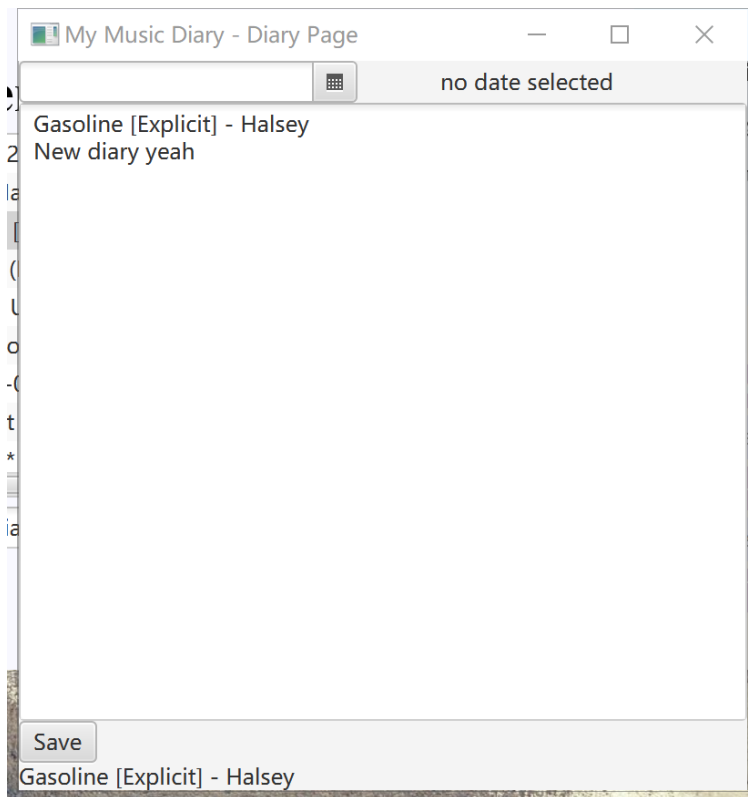 My Music Diary - Diary Page
no date selected
Gasoline [Explicit] - Halsey
New diary yeah
Save
Gasoline [Explicit] - Halsey